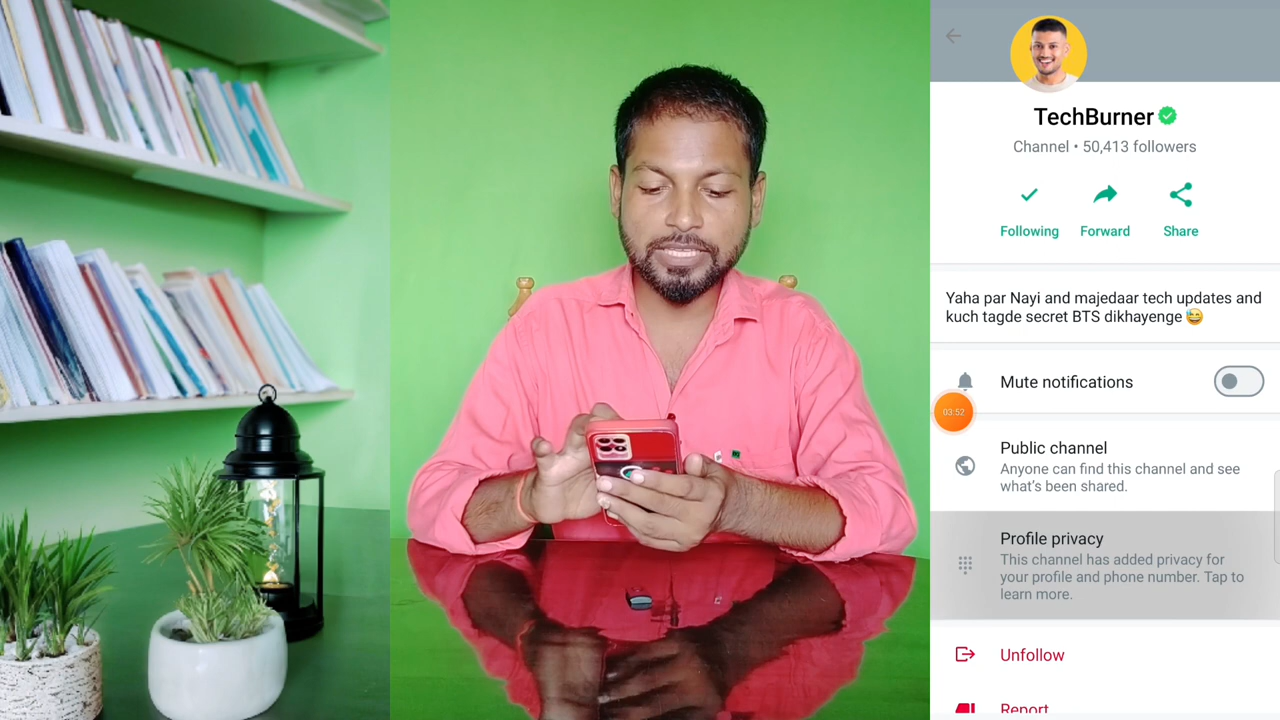 TechBurner
Channel • 50,413 followers
Following
Forward
Share
Yaha par Nayi and majedaar tech updates and
kuch tagde secret BTS dikhayenge 😅
Mute notifications
03:52
Public channel
Anyone can find this channel and see
what's been shared.
Profile privacy
This channel has added privacy for
your profile and phone number. Tap to
learn more.
Unfollow
Report